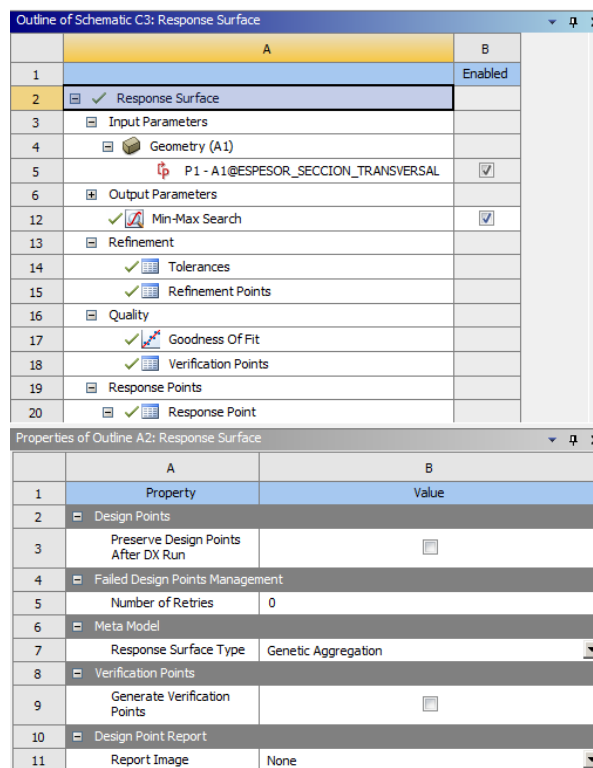 Outline of Schematic C3: Response Surface
A B
1 Enabled
2 Response Surface
3 Input Parameters
4 Geometry (A1)
5 P1 - A1@ESPESOR_SECCION_TRANSVERSAL
6 Output Parameters
12 Min-Max Search
13 Refinement
14 Tolerances
15 Refinement Points
16 Quality
17 Goodness Of Fit
18 Verification Points
19 Response Points
20 Response Point
Properties of Outline A2: Response Surface
A B
1 Property Value
2 Design Points
3 Preserve Design Points
After DX Run
4 Failed Design Points Management
5 Number of Retries 0
6 Meta Model
7 Response Surface Type Genetic Aggregation
8 Verification Points
9 Generate Verification
Points
10 Design Point Report
11 Report Image None